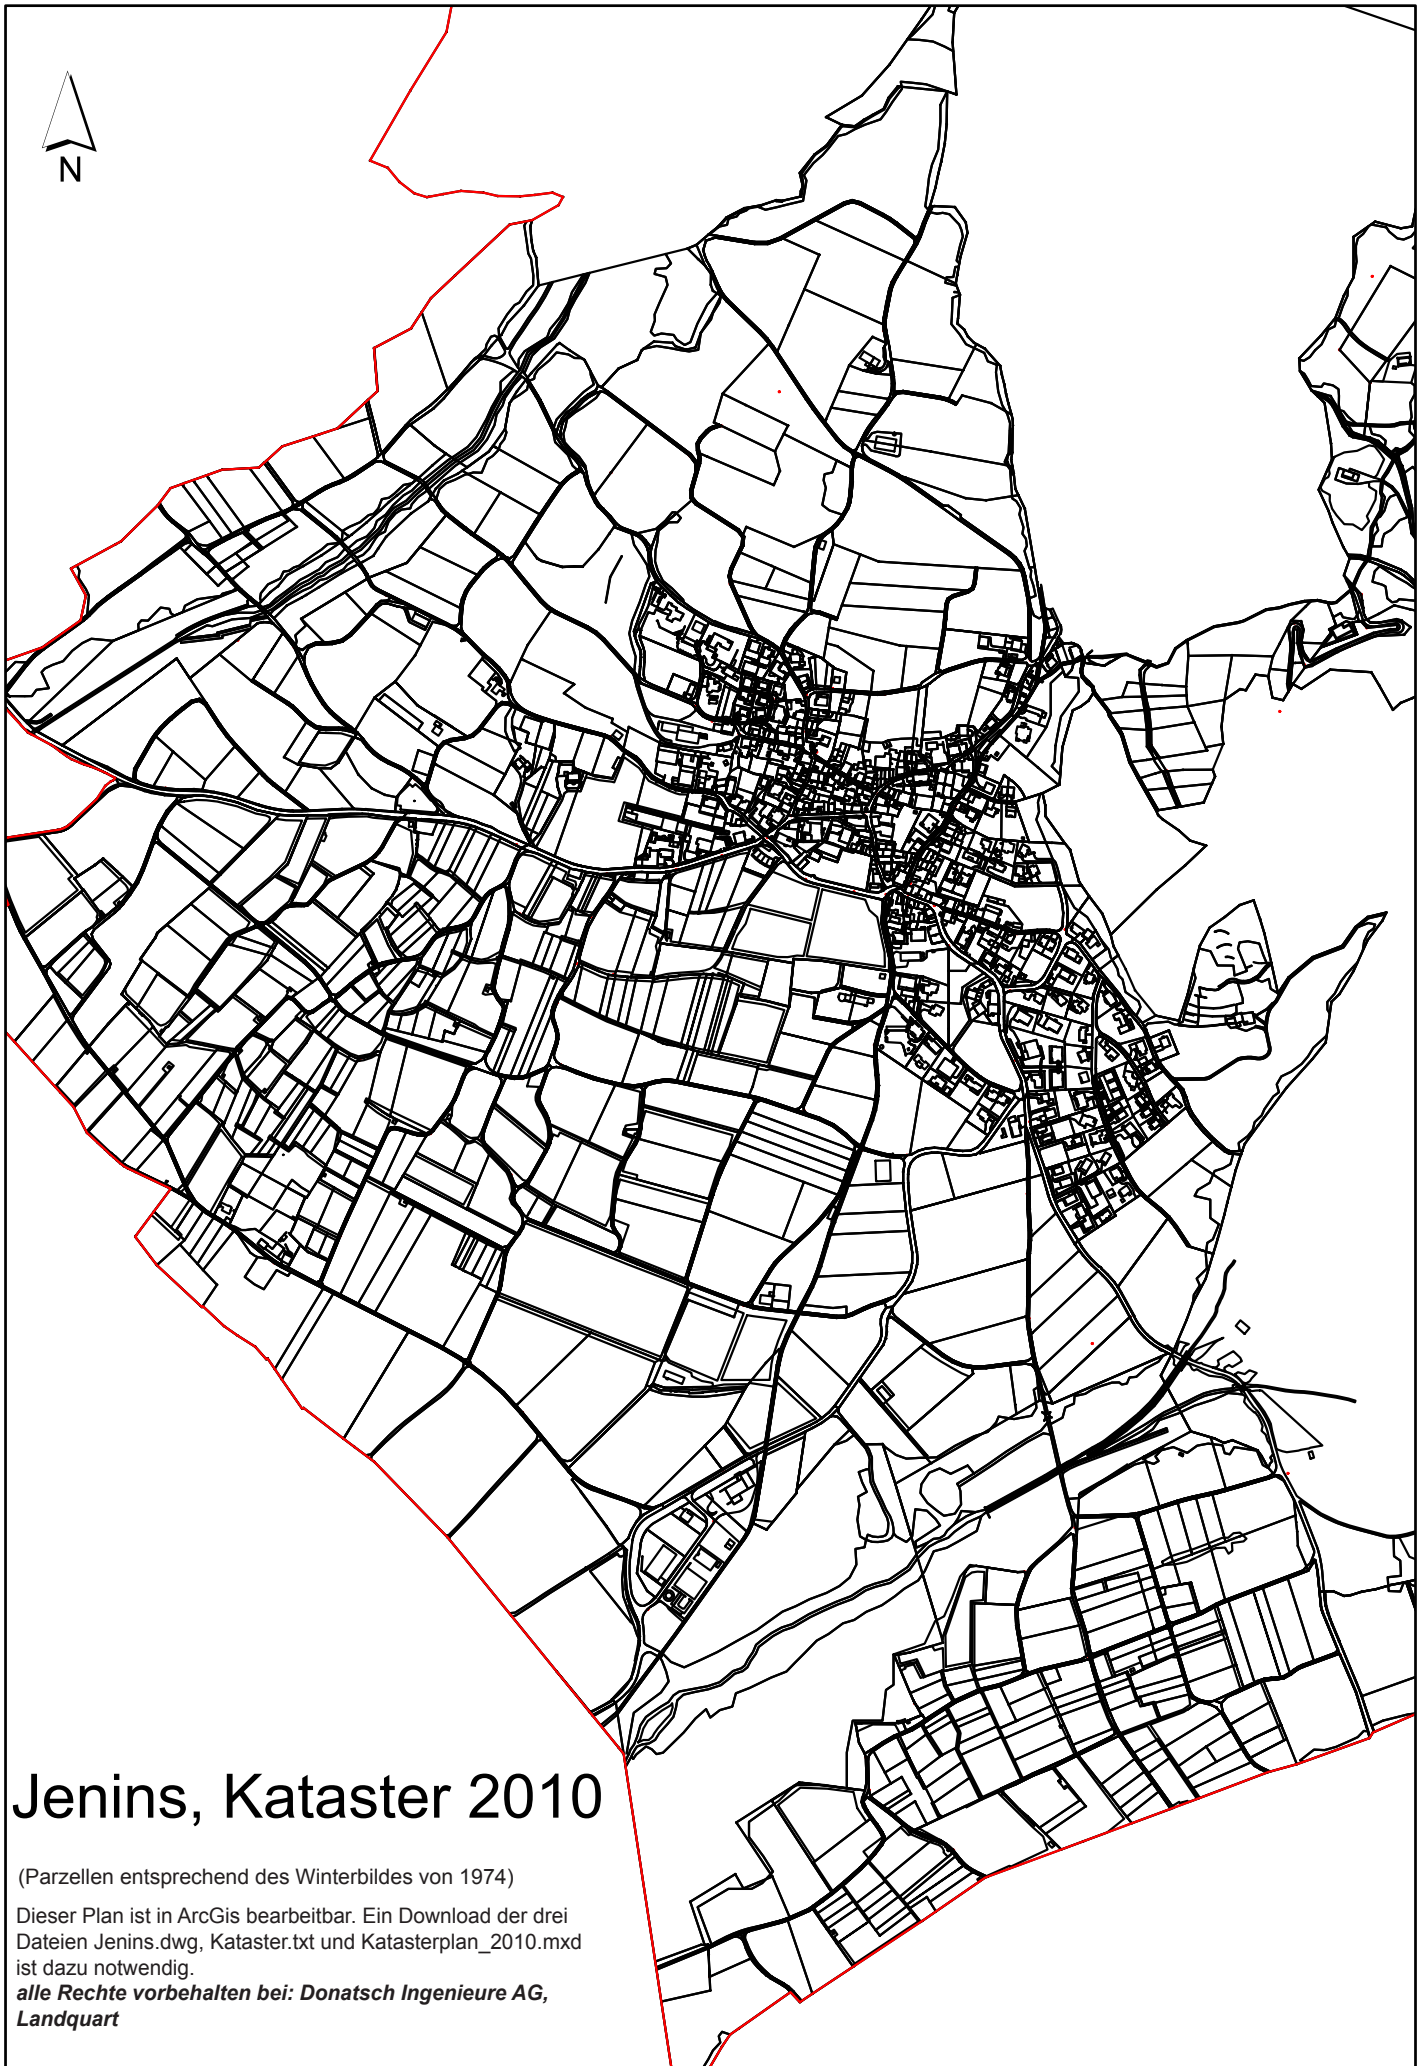 N
Jenins, Kataster 2010
(Parzellen entsprechend des Winterbildes von 1974)
Dieser Plan ist in ArcGis bearbeitbar. Ein Download der drei
Dateien Jenins.dwg, Kataster.txt und Katasterplan_2010.mxd
ist dazu notwendig.
alle Rechte vorbehalten bei: Donatsch Ingenieure AG,
Landquart